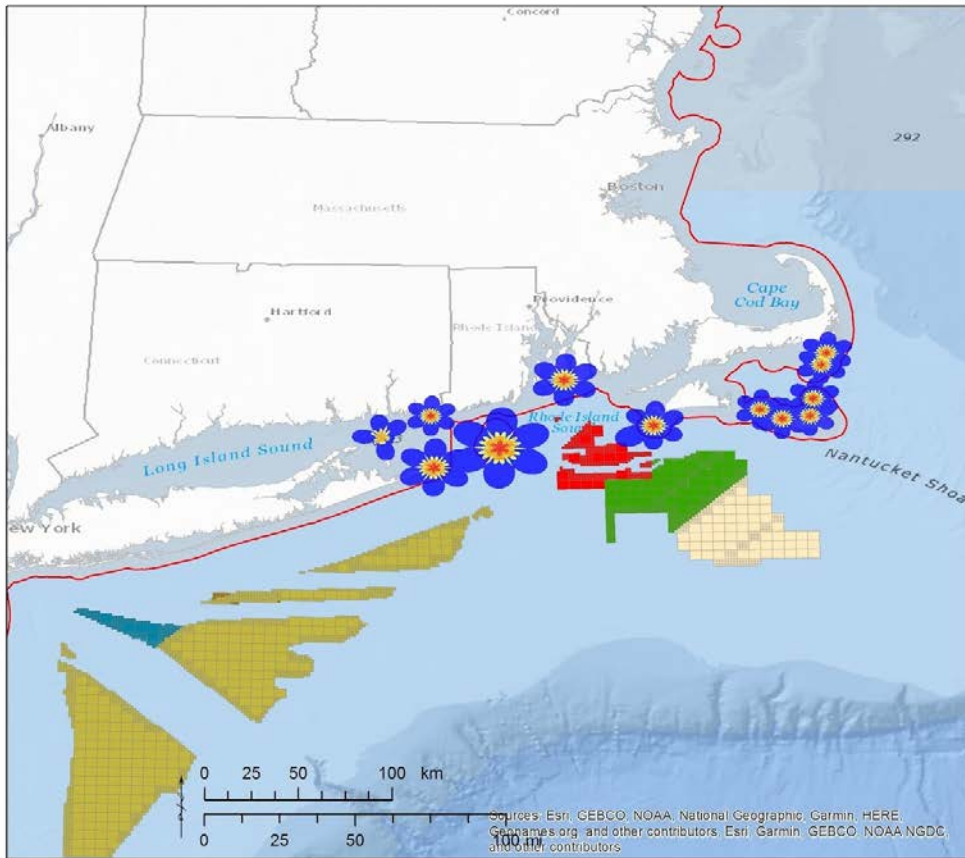 Concord
Albany
292
Boston
Massachusetts
Cape
Cod Bay
Providence
Hartford
Rhode Island
Connecticut
Rhode Island
Sou
Long Island Sound
Nantucket Shoa
ew York
0 25 50 100 km
0 25 50 100 mi
Sources: Esri, GEBCO, NOAA, National Geographic, Garmin, HERE,
Geonames.org, and other contributors, Esri, Garmin, GEBCO, NOAA NGDC,
and other contributors